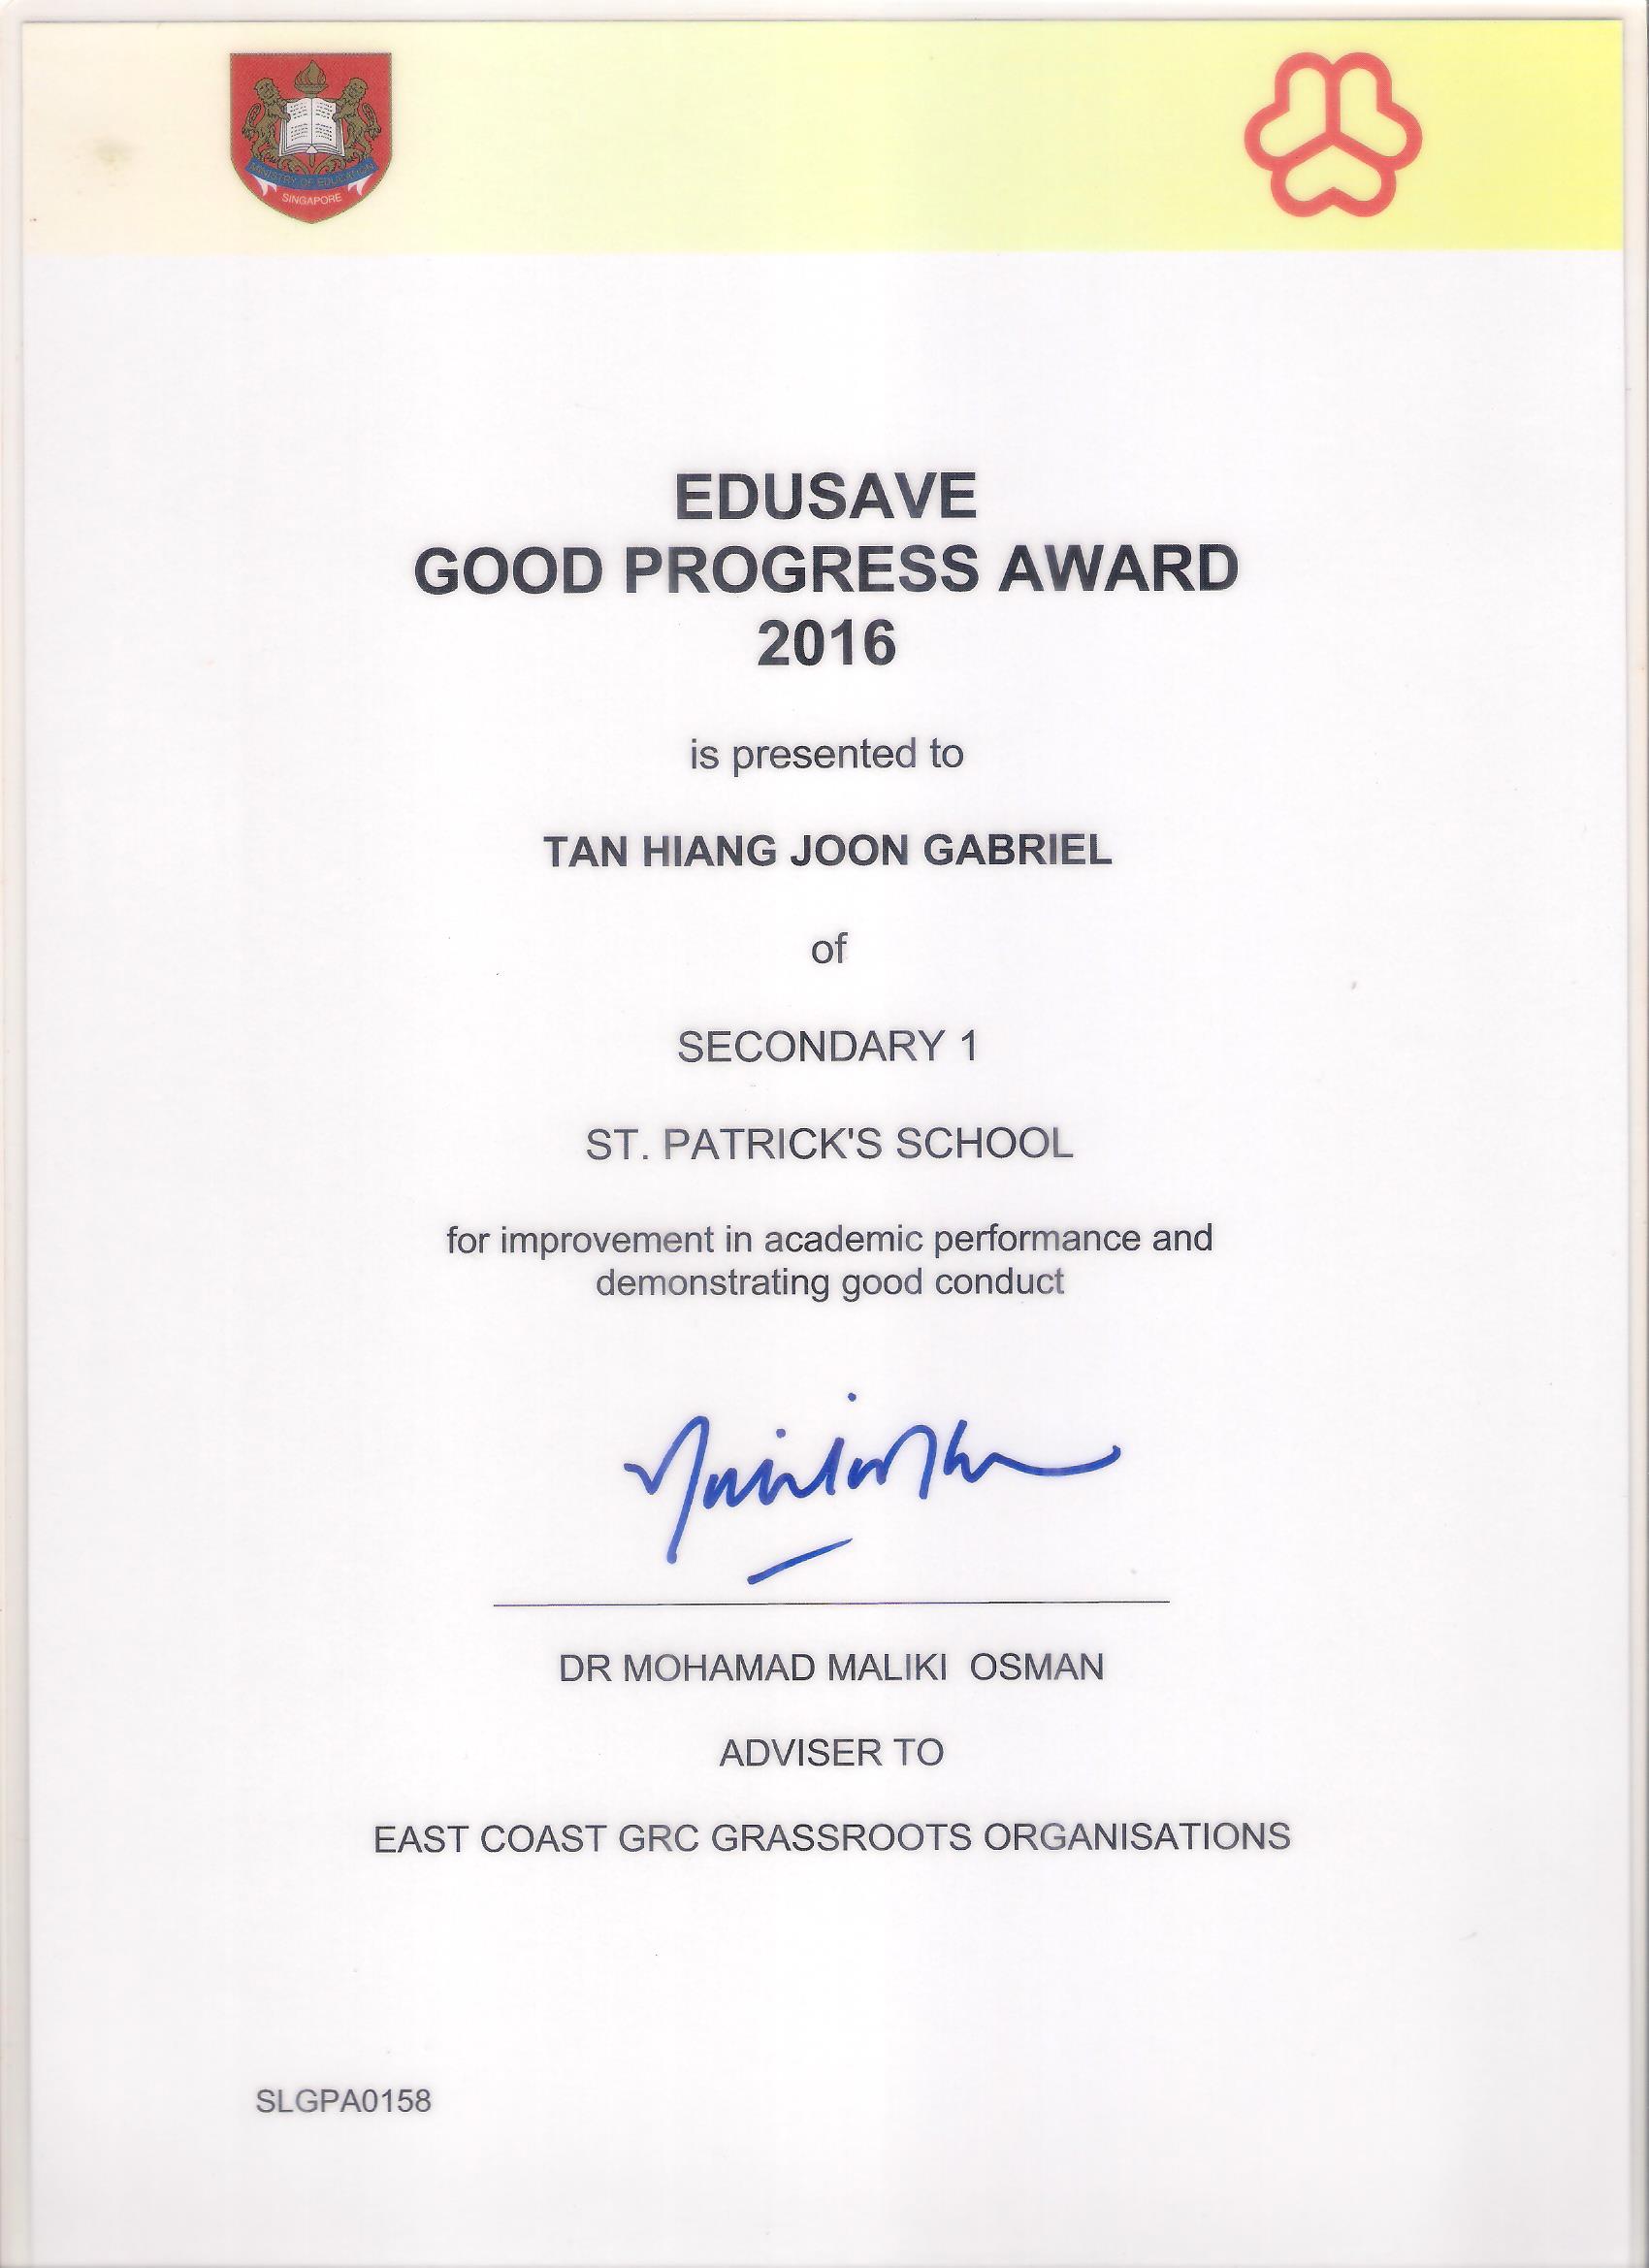 MINISTRY OF EDUCATION
SINGAPORE
EDUSAVE
GOOD PROGRESS AWARD
2016
is presented to
TAN HIANG JOON GABRIEL
of
SECONDARY 1
ST. PATRICK'S SCHOOL
for improvement in academic performance and
demonstrating good conduct
DR MOHAMAD MALIKI  OSMAN
ADVISER TO
EAST COAST GRC GRASSROOTS ORGANISATIONS
SLGPA0158